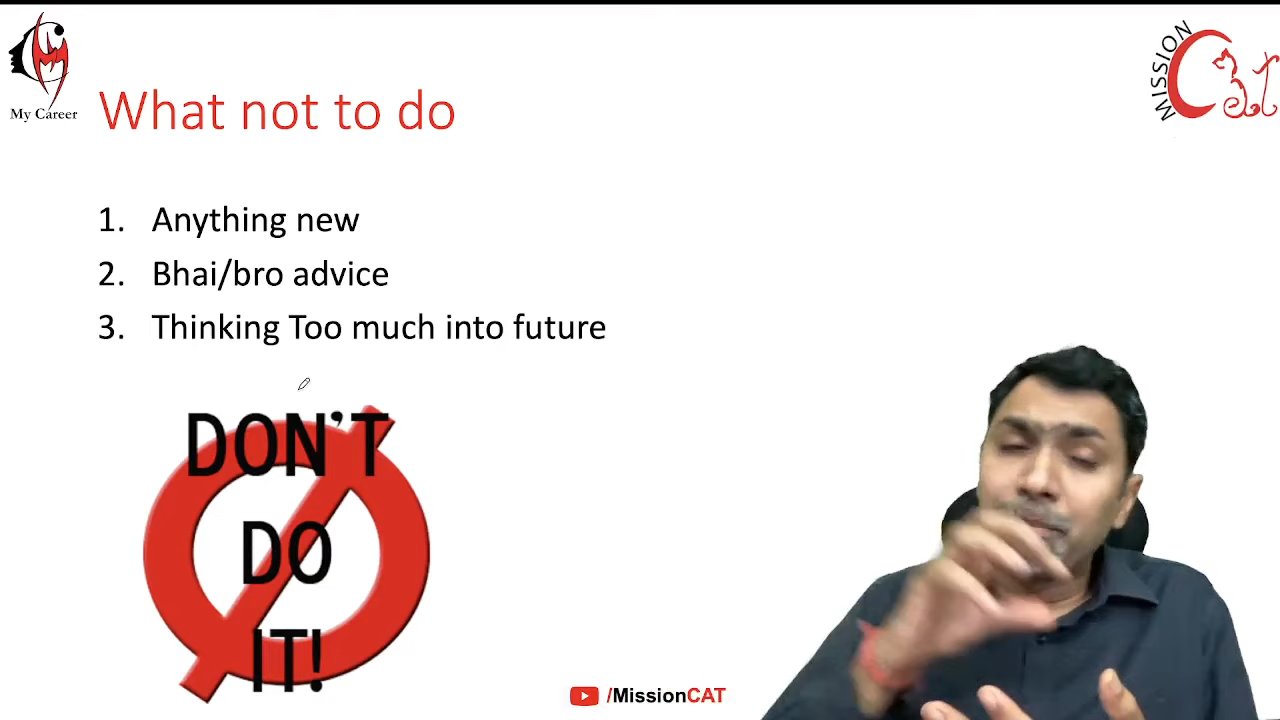 My Career
MISSION
Cat
What not to do
1. Anything new
2. Bhai/bro advice
3. Thinking Too much into future
DON'T
DO
IT!
/MissionCAT